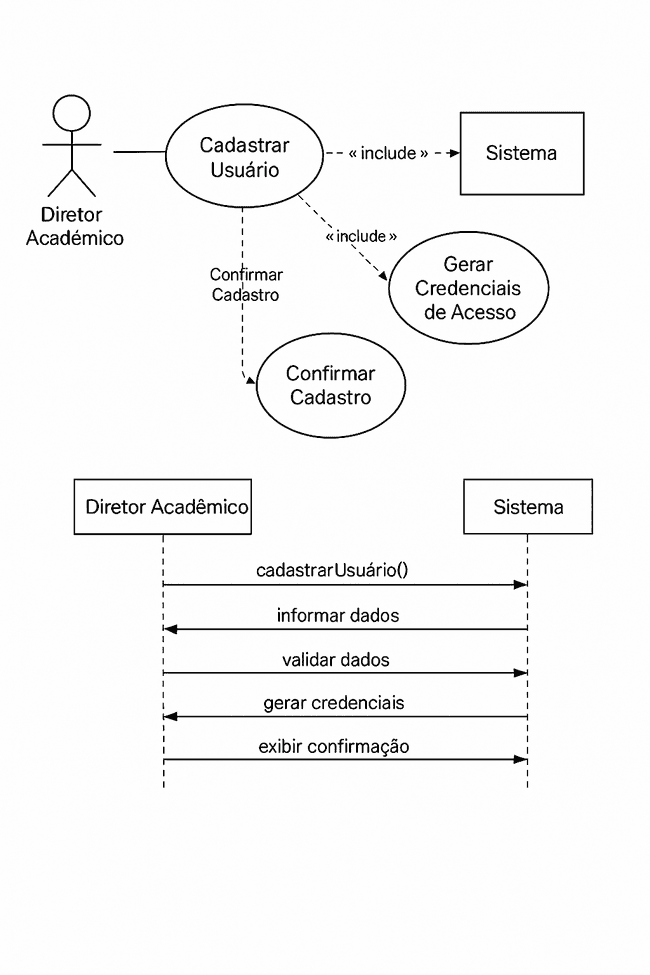 Cadastrar
Usuário
« include »
Sistema
Diretor
Académico
«include»
Gerar
Credenciais
de Acesso
Confirmar
Cadastro
Confirmar
Cadastro
Diretor Acadêmico
Sistema
cadastrarUsuário()
informar dados
validar dados
gerar credenciais
exibir confirmação